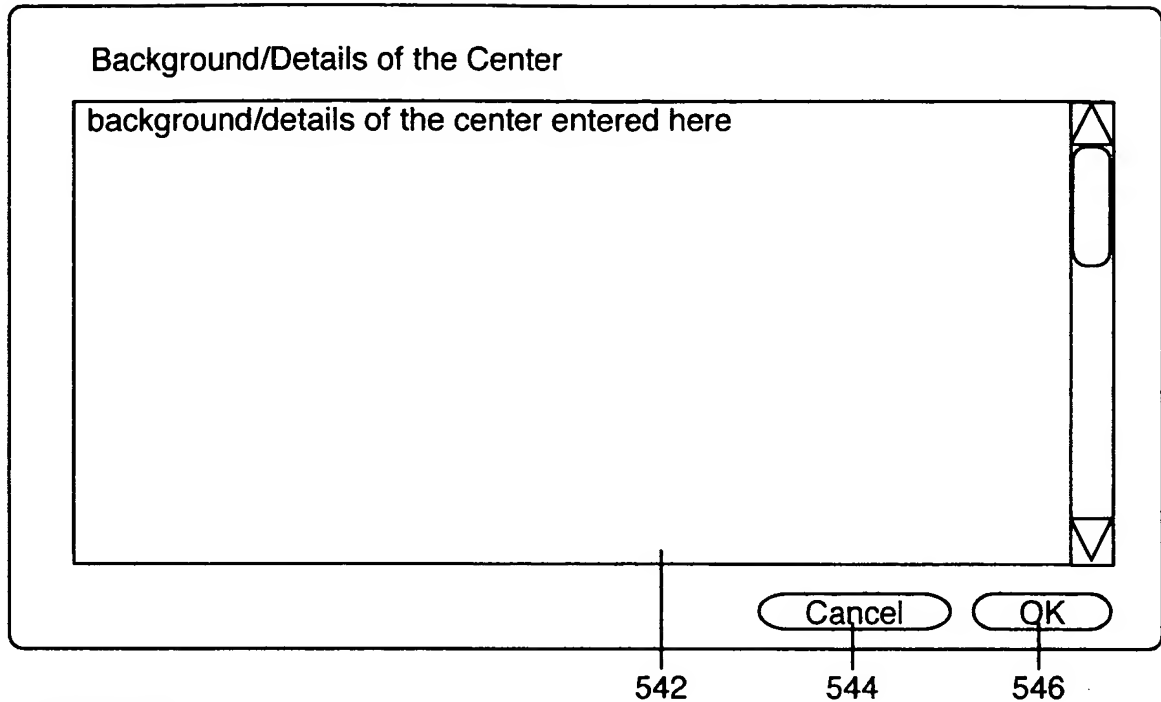 Background/Details of the Center
background/details of the center entered here
Cancel OK
542 544 546